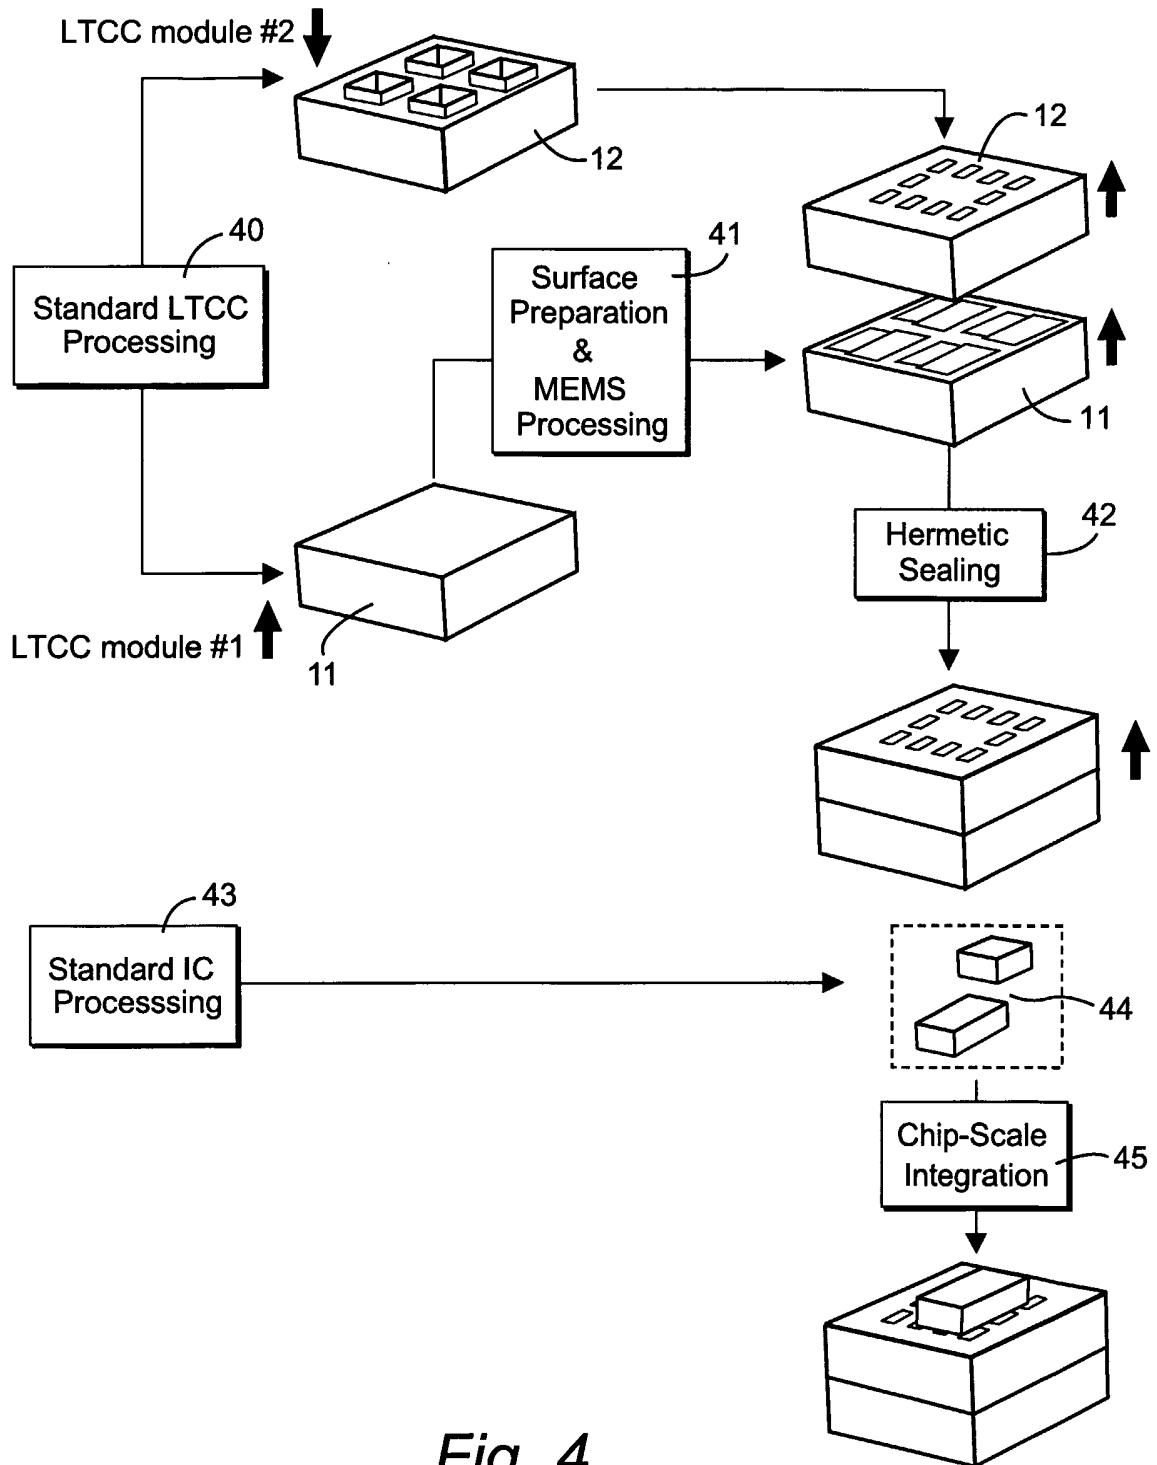 LTCC module #2
12
12
40
Standard LTCC
Processing
41
Surface
Preparation
&
MEMS
Processing
11
42
Hermetic
Sealing
LTCC module #1
11
43
Standard IC
Processsing
44
Chip-Scale
Integration
45
Fig. 4